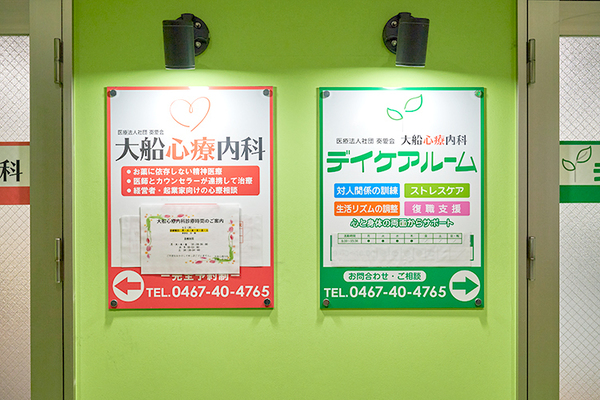 医療法人社団 奏愛会
大船心療内科
● お薬に依存しない精神医療
● 医師とカウンセラーが連携して治療
● 経営者・起業家向けの心療相談
大船心療内科診療時間のご案内
完全予約制
TEL.0467-40-4765
医療法人社団 奏愛会 大船心療内科
デイケアルーム
対人関係の訓練 ストレスケア
生活リズムの調整 復職支援
心と身体の両面からサポート
お問合わせ・ご相談
TEL.0467-40-4765
科